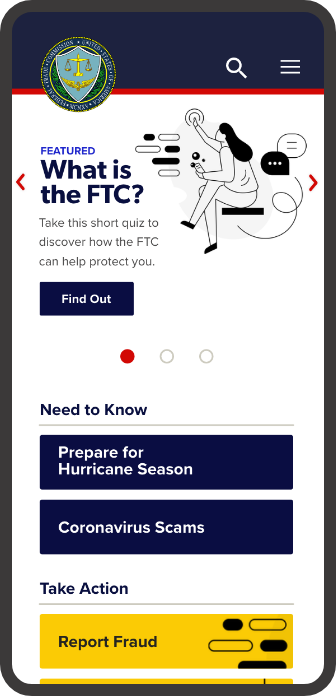 FEATURED
What is
the FTC?
Take this short quiz to
discover how the FTC
can help protect you.
Find Out
Need to Know
Prepare for
Hurricane Season
Coronavirus Scams
Take Action
Report Fraud